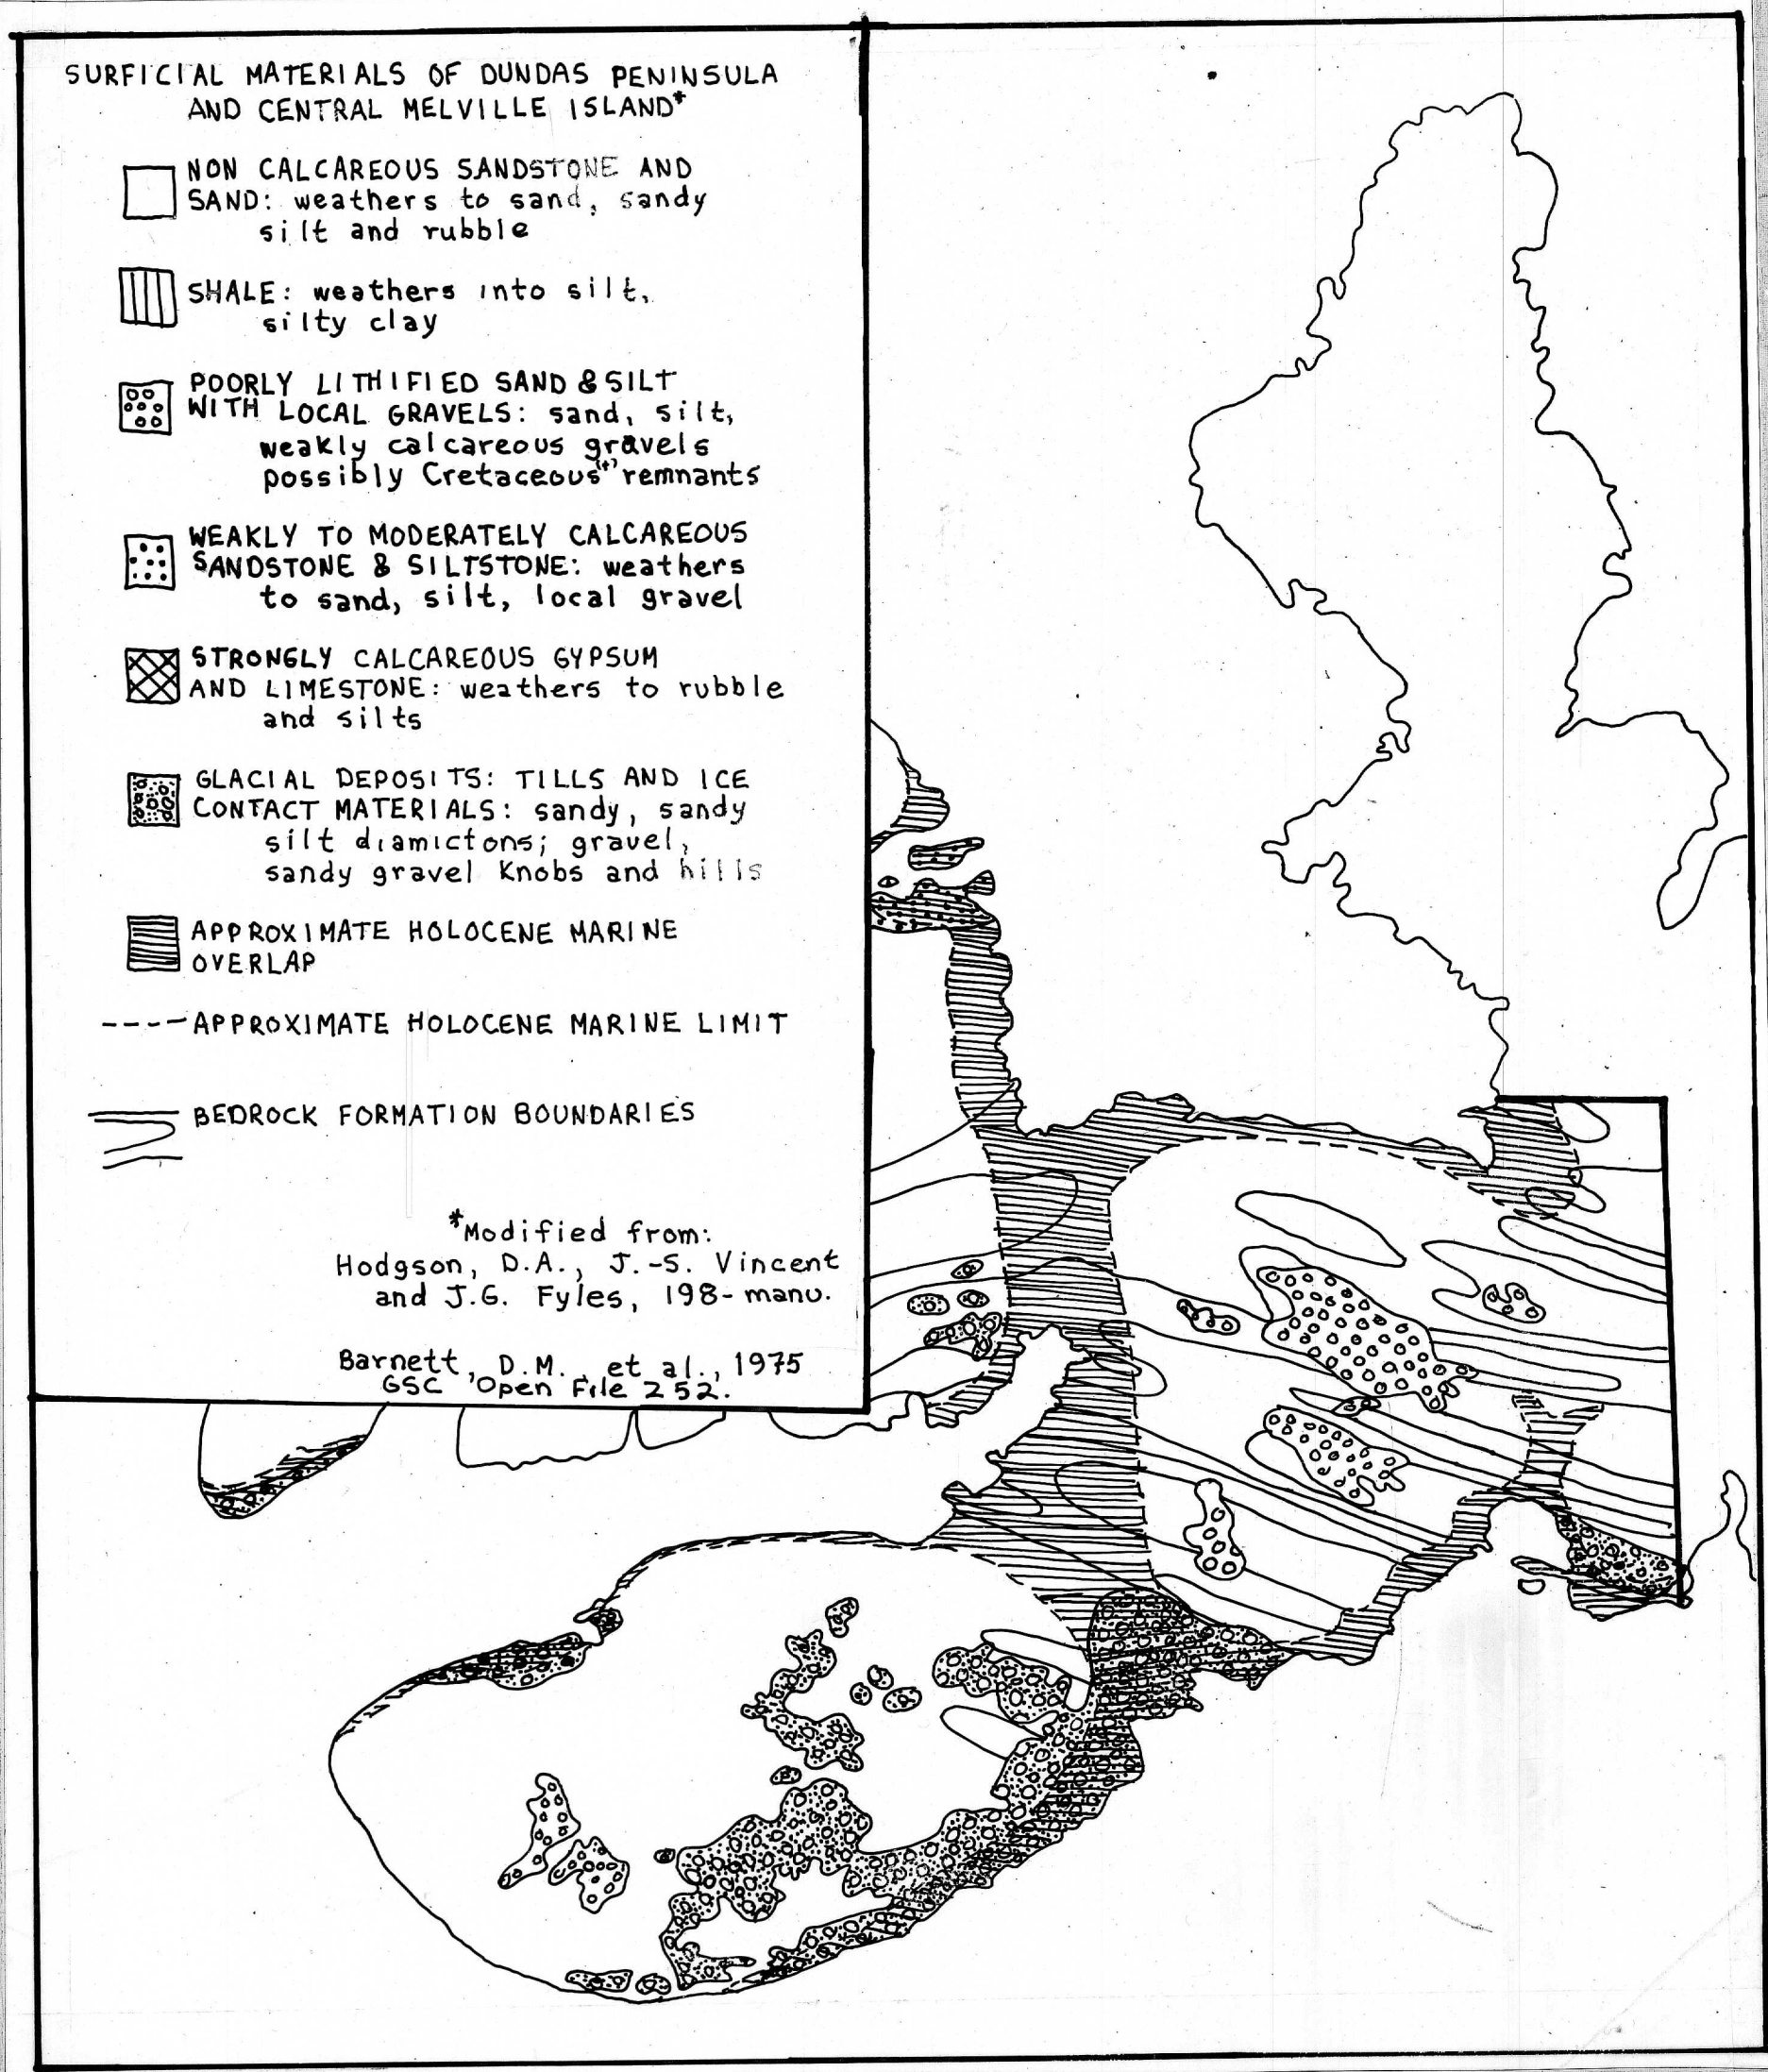 SURFICIAL MATERIALS OF DUNDAS PENINSULA
AND CENTRAL MELVILLE ISLAND*
NON CALCAREOUS SANDSTONE AND
SAND: weathers to sand, sandy
silt and rubble
SHALE: weathers into silt,
silty clay
POORLY LITHIFIED SAND & SILT
WITH LOCAL GRAVELS: sand, silt,
weakly calcareous gravels
possibly Cretaceous(+) remnants
WEAKLY TO MODERATELY CALCAREOUS
SANDSTONE & SILTSTONE: weathers
to sand, silt, local gravel
STRONGLY CALCAREOUS GYPSUM
AND LIMESTONE: weathers to rubble
and silts
GLACIAL DEPOSITS: TILLS AND ICE
CONTACT MATERIALS: sandy, sandy
silt diamictons; gravel,
sandy gravel Knobs and hills
APPROXIMATE HOLOCENE MARINE
OVERLAP
APPROXIMATE HOLOCENE MARINE LIMIT
BEDROCK FORMATION BOUNDARIES
*Modified from:
Hodgson, D.A., J.-S. Vincent
and J.G. Fyles, 198- manu.
Barnett, D.M., et al., 1975
GSC Open File 252.